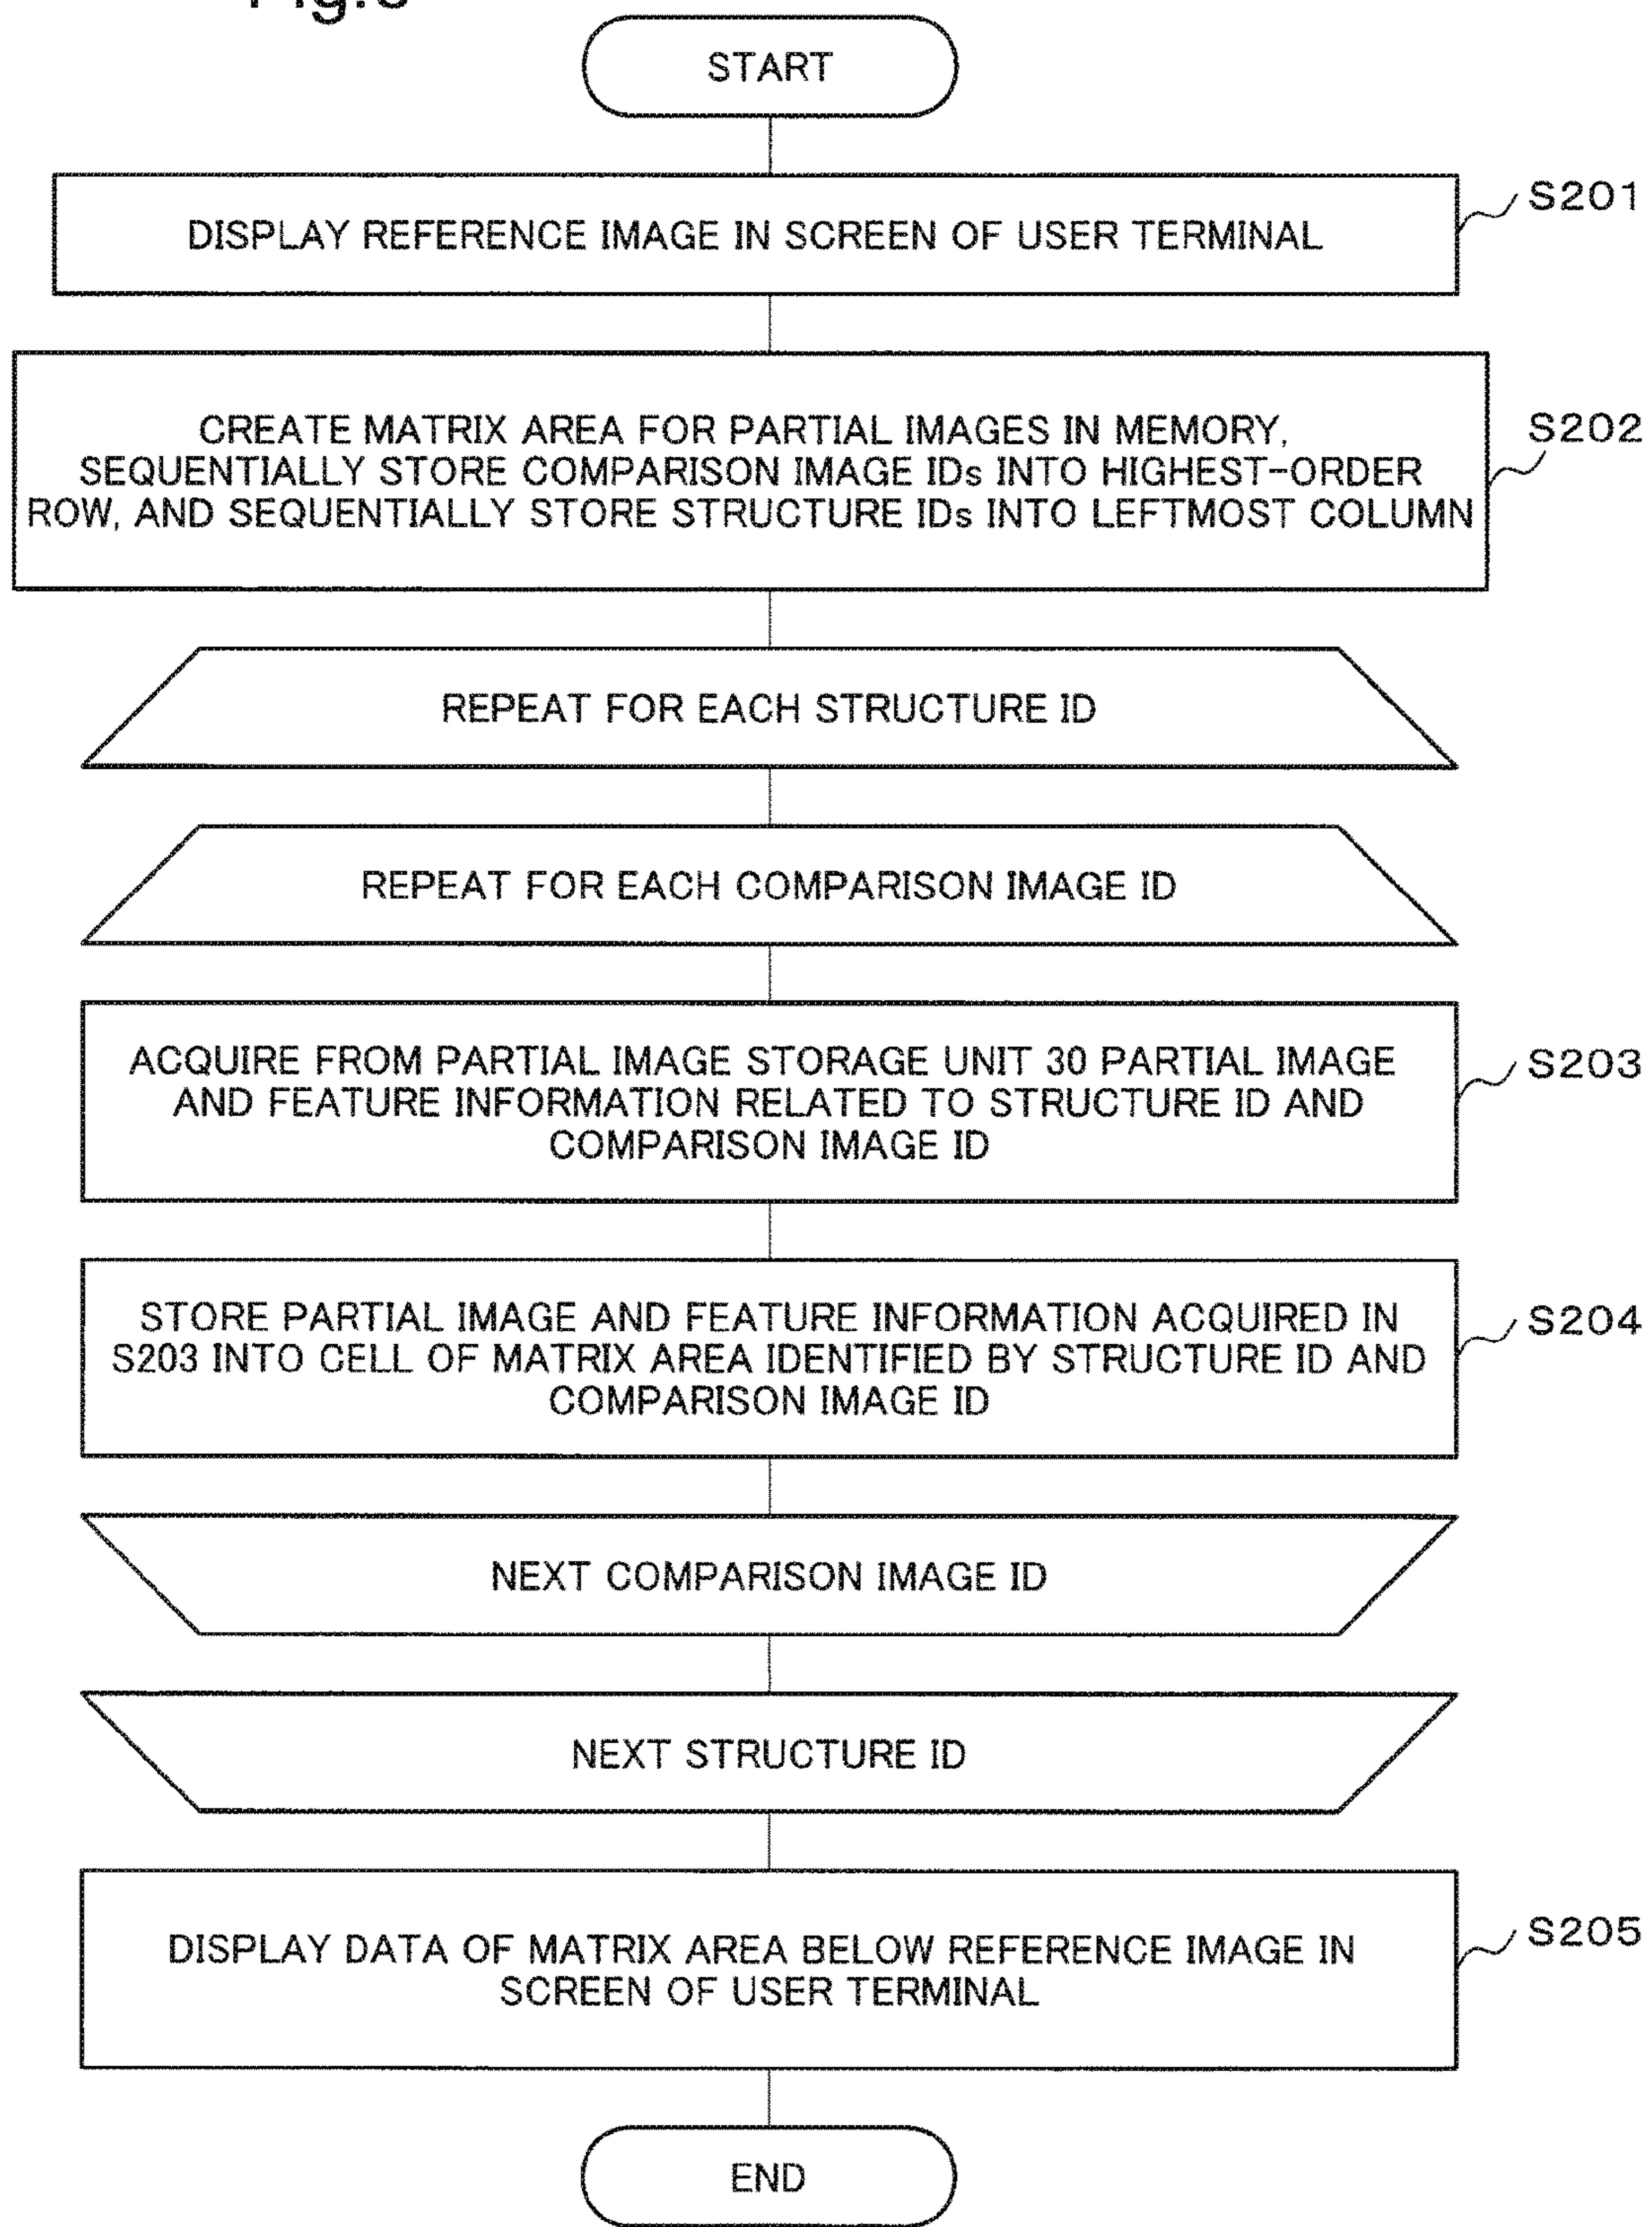 START
DISPLAY REFERENCE IMAGE IN SCREEN OF USER TERMINAL
S201
CREATE MATRIX AREA FOR PARTIAL IMAGES IN MEMORY,
SEQUENTIALLY STORE COMPARISON IMAGE IDs INTO HIGHEST-ORDER
ROW, AND SEQUENTIALLY STORE STRUCTURE IDs INTO LEFTMOST COLUMN
S202
REPEAT FOR EACH STRUCTURE ID
REPEAT FOR EACH COMPARISON IMAGE ID
ACQUIRE FROM PARTIAL IMAGE STORAGE UNIT 30 PARTIAL IMAGE
AND FEATURE INFORMATION RELATED TO STRUCTURE ID AND
COMPARISON IMAGE ID
S203
STORE PARTIAL IMAGE AND FEATURE INFORMATION ACQUIRED IN
S203 INTO CELL OF MATRIX AREA IDENTIFIED BY STRUCTURE ID AND
COMPARISON IMAGE ID
S204
NEXT COMPARISON IMAGE ID
NEXT STRUCTURE ID
DISPLAY DATA OF MATRIX AREA BELOW REFERENCE IMAGE IN
SCREEN OF USER TERMINAL
S205
END